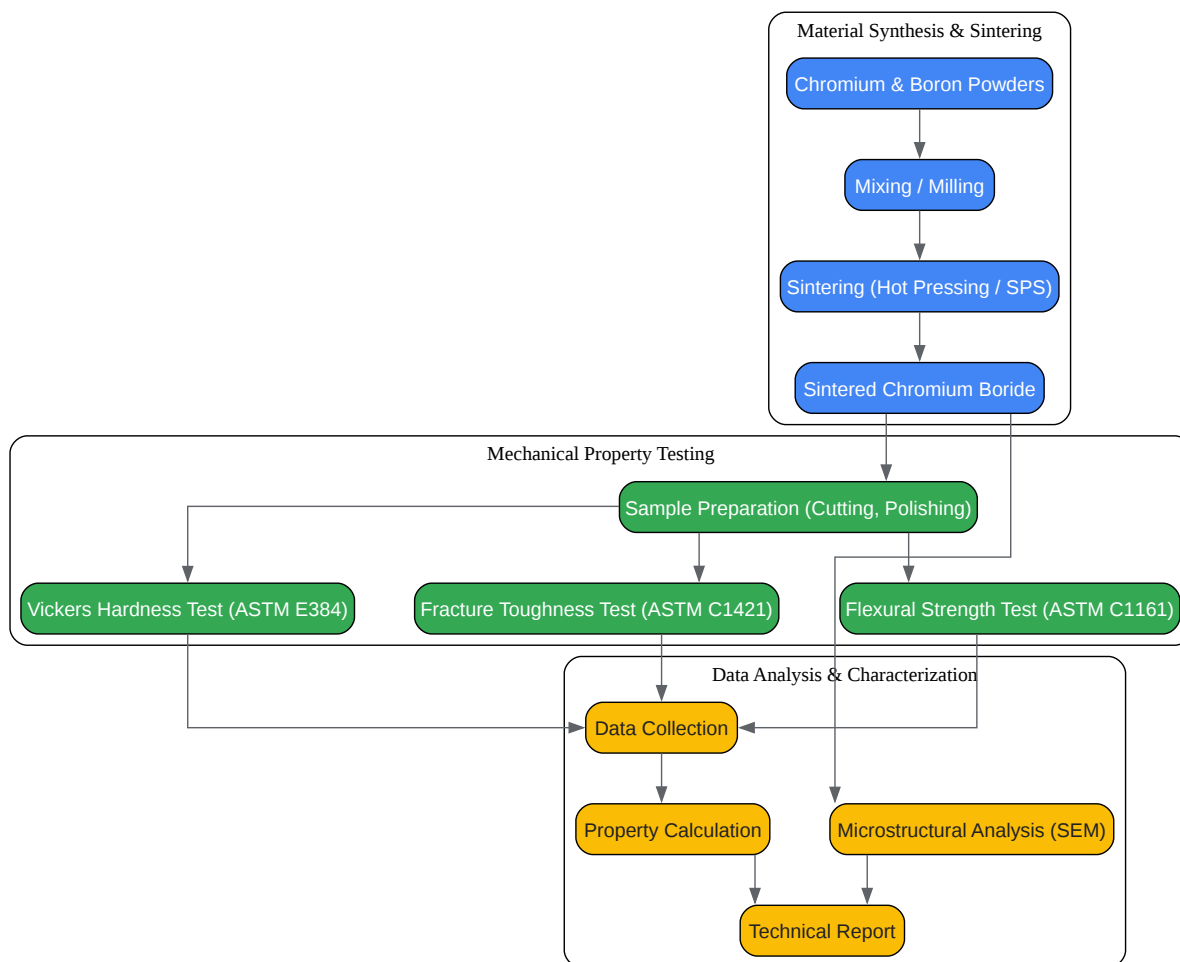 Material Synthesis & Sintering
Chromium & Boron Powders
Mixing / Milling
Sintering (Hot Pressing / SPS)
Sintered Chromium Boride
Mechanical Property Testing
Sample Preparation (Cutting, Polishing)
Vickers Hardness Test (ASTM E384)
Fracture Toughness Test (ASTM C1421)
Flexural Strength Test (ASTM C1161)
Data Analysis & Characterization
Data Collection
Property Calculation
Microstructural Analysis (SEM)
Technical Report